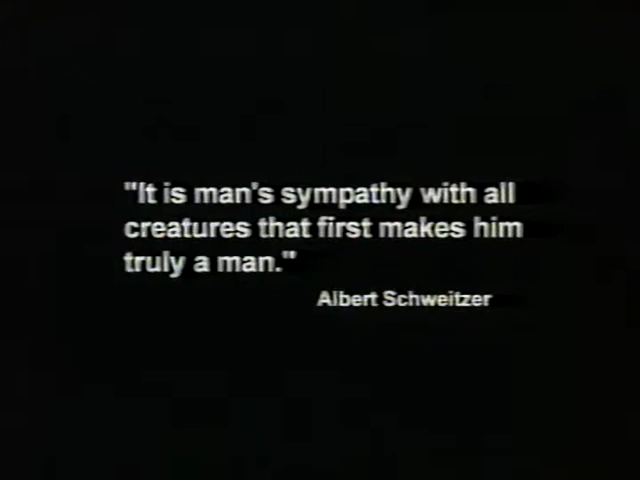 "It is man's sympathy with all
creatures that first makes him
truly a man."
Albert Schweitzer